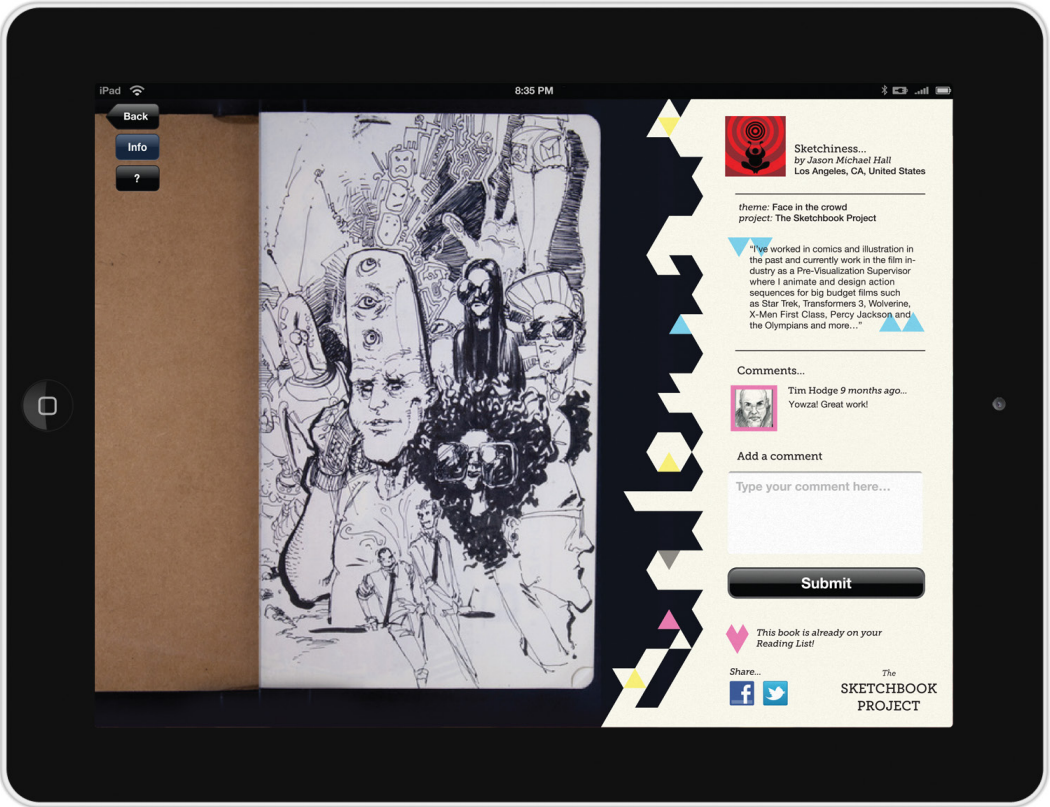 iPad
8:35 PM
Back
Info
?
Sketchiness...
by Jason Michael Hall
Los Angeles, CA, United States
theme: Face in the crowd
project: The Sketchbook Project
“I’ve worked in comics and illustration in
the past and currently work in the film in-
dustry as a Pre-Visualization Supervisor
where I animate and design action
sequences for big budget films such
as Star Trek, Transformers 3, Wolverine,
X-Men First Class, Percy Jackson and
the Olympians and more…”
Comments...
Tim Hodge 9 months ago...
Yowza! Great work!
Add a comment
Type your comment here…
Submit
This book is already on your
Reading List!
Share...
The
SKETCHBOOK
PROJECT